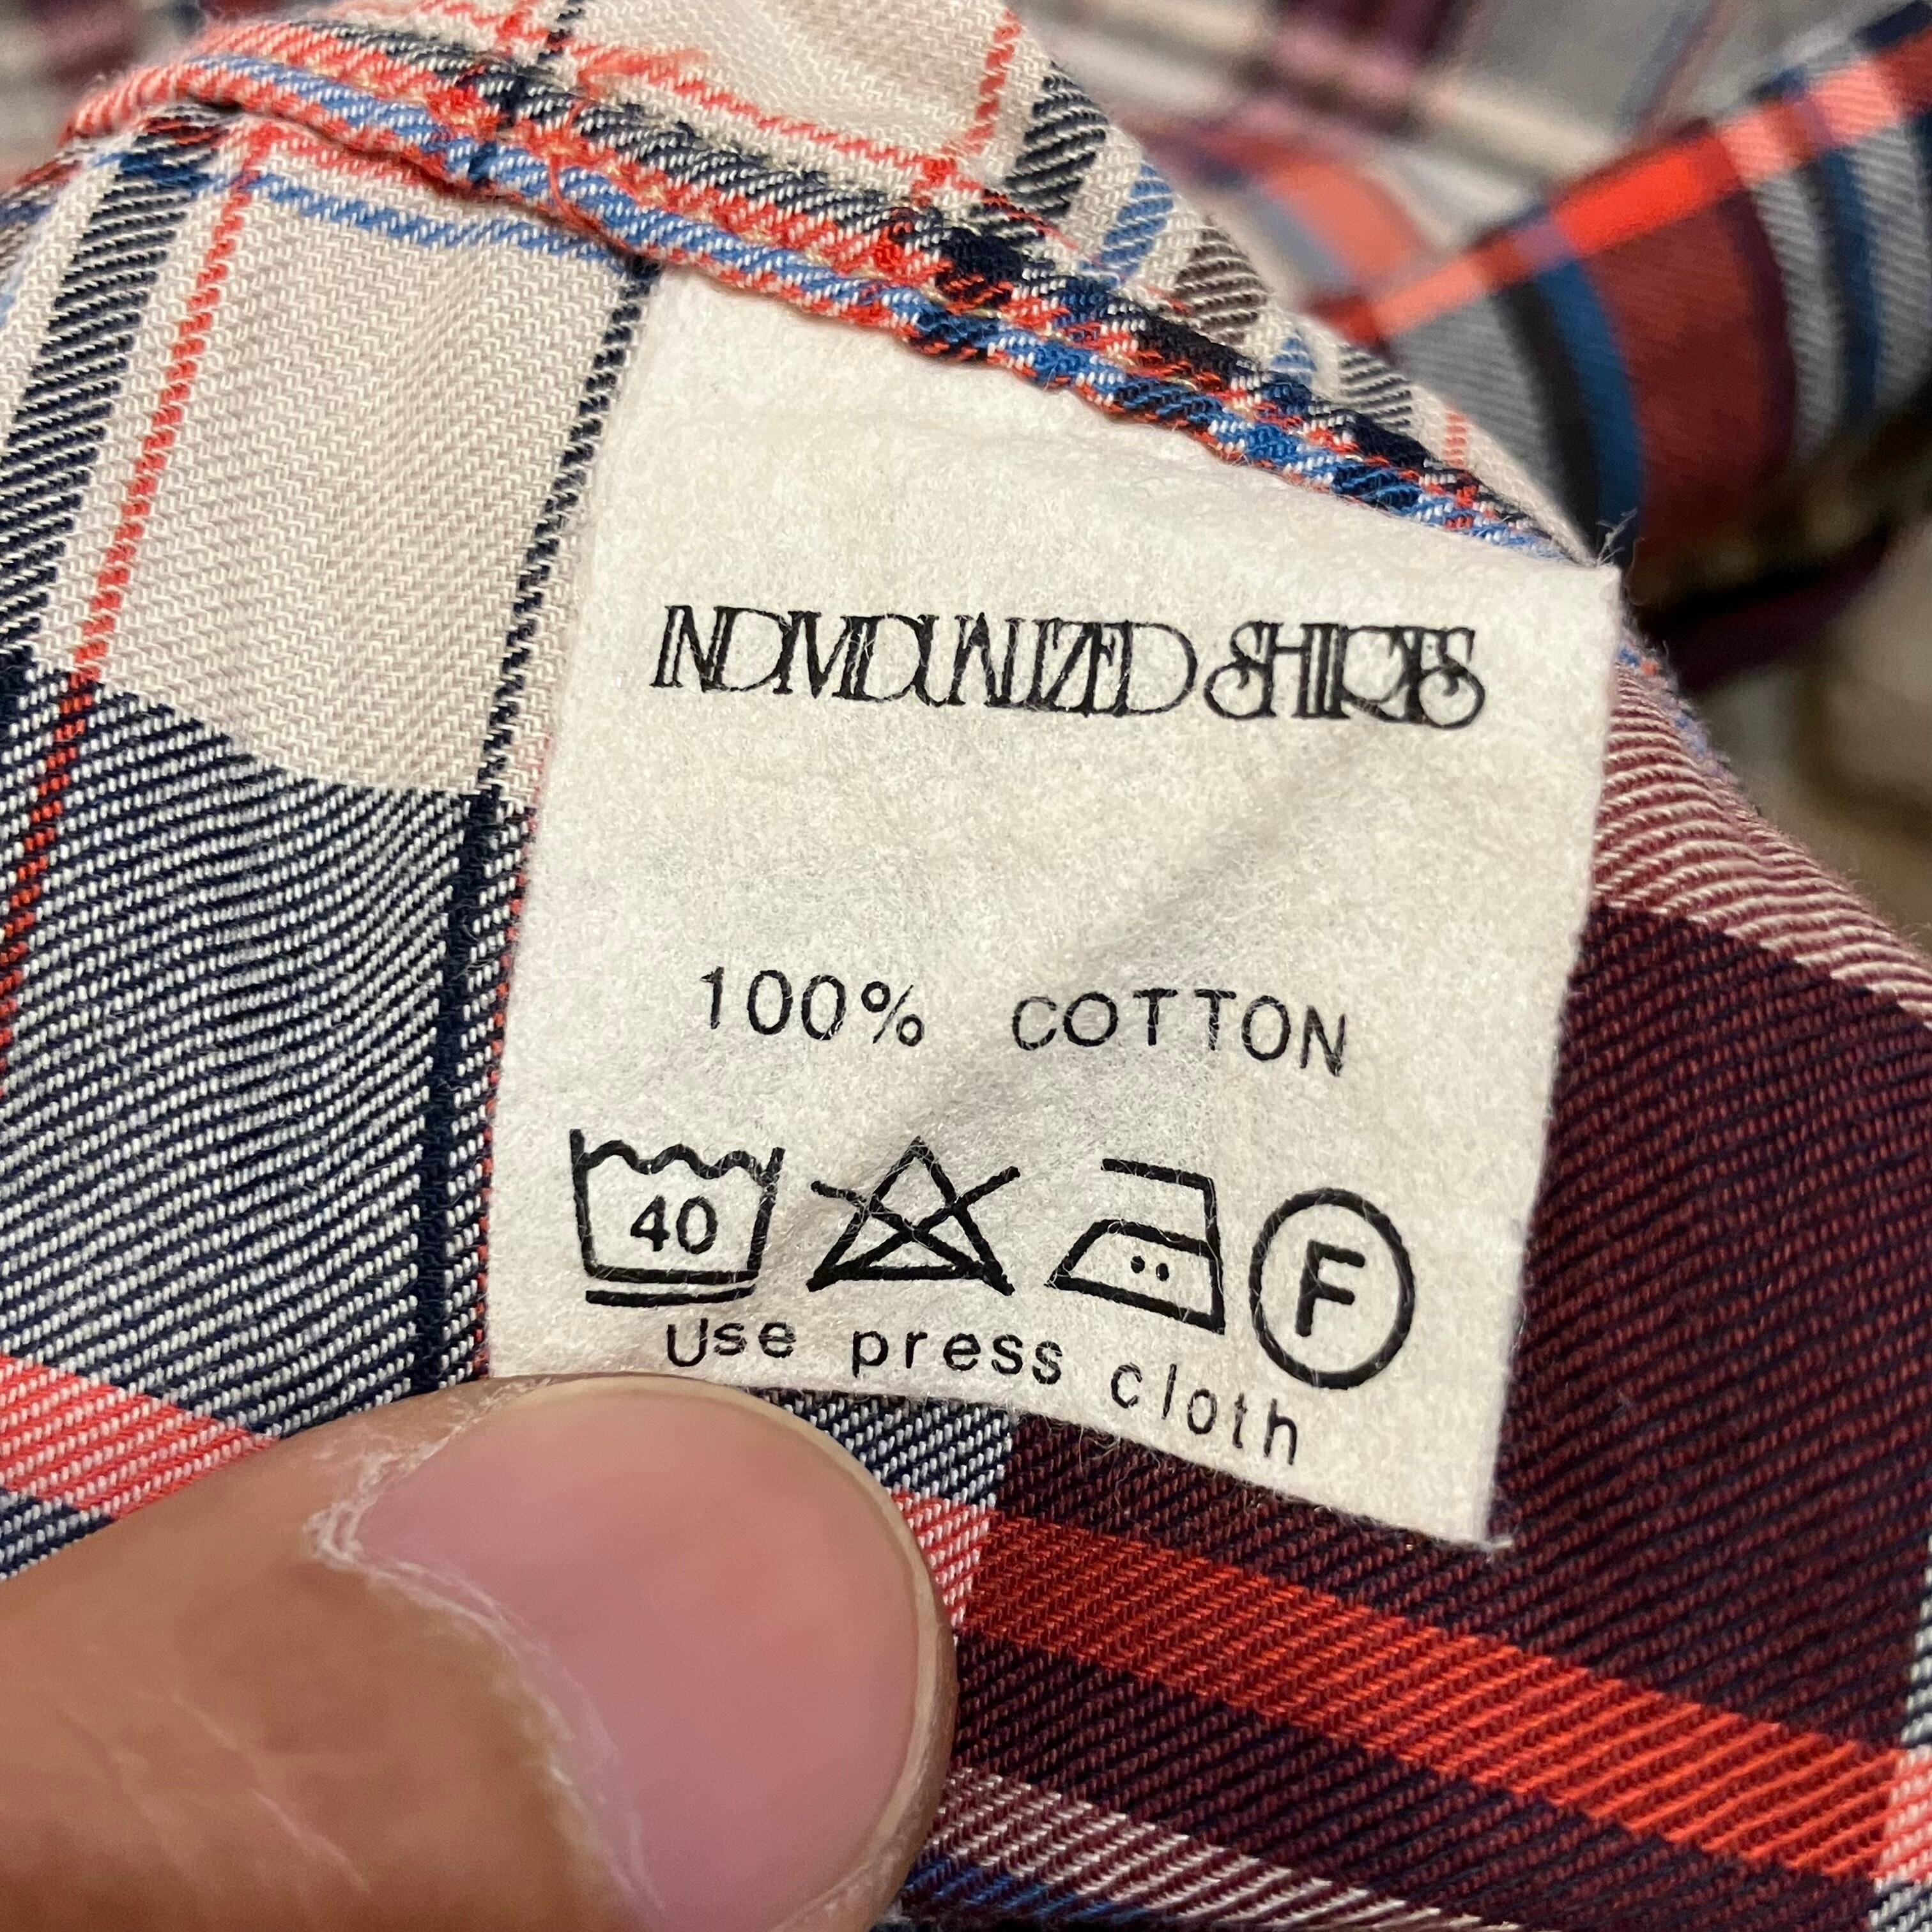 INDIVIDUALIZED SHIRTS
100% COTTON
40 F
Use press cloth